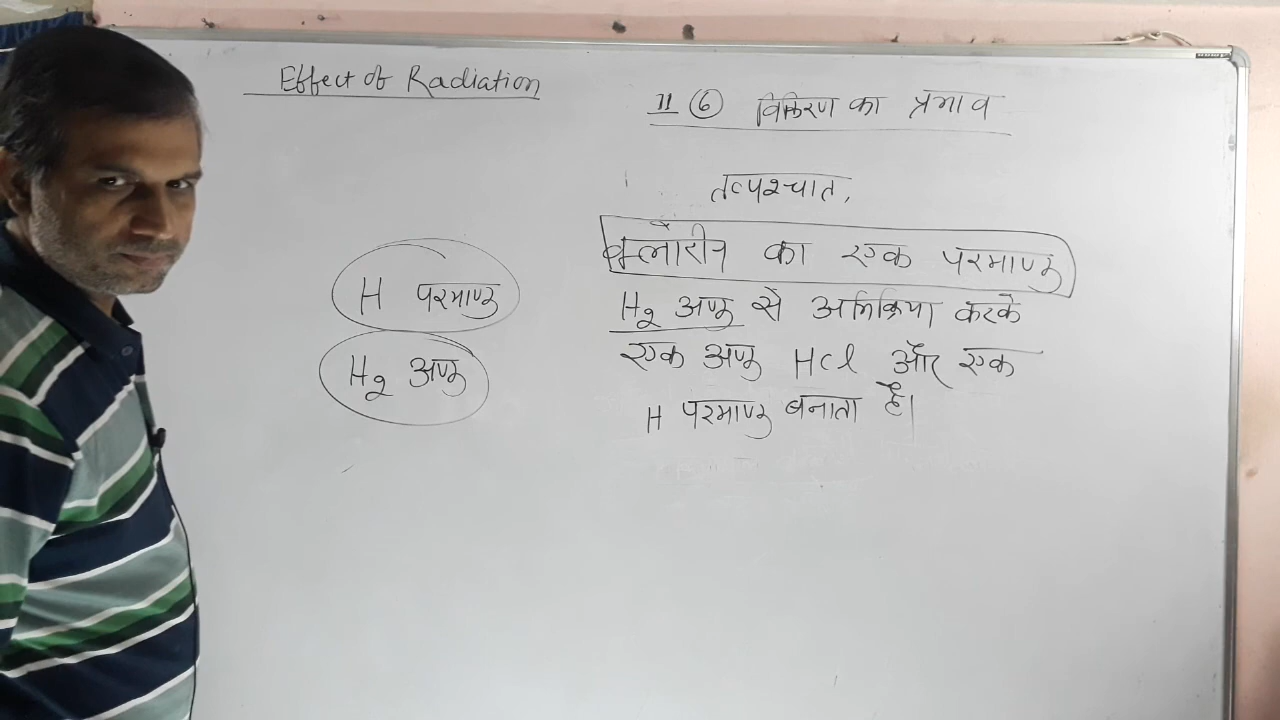 Effect of Radiation
II ⑥ विकिरण का प्रभाव
तत्पश्चात,
क्लोरीन का एक परमाणु
H₂ अणु से अभिक्रिया करके
एक अणु HCl और एक
H परमाणु बनाता है।
H परमाणु
H₂ अणु